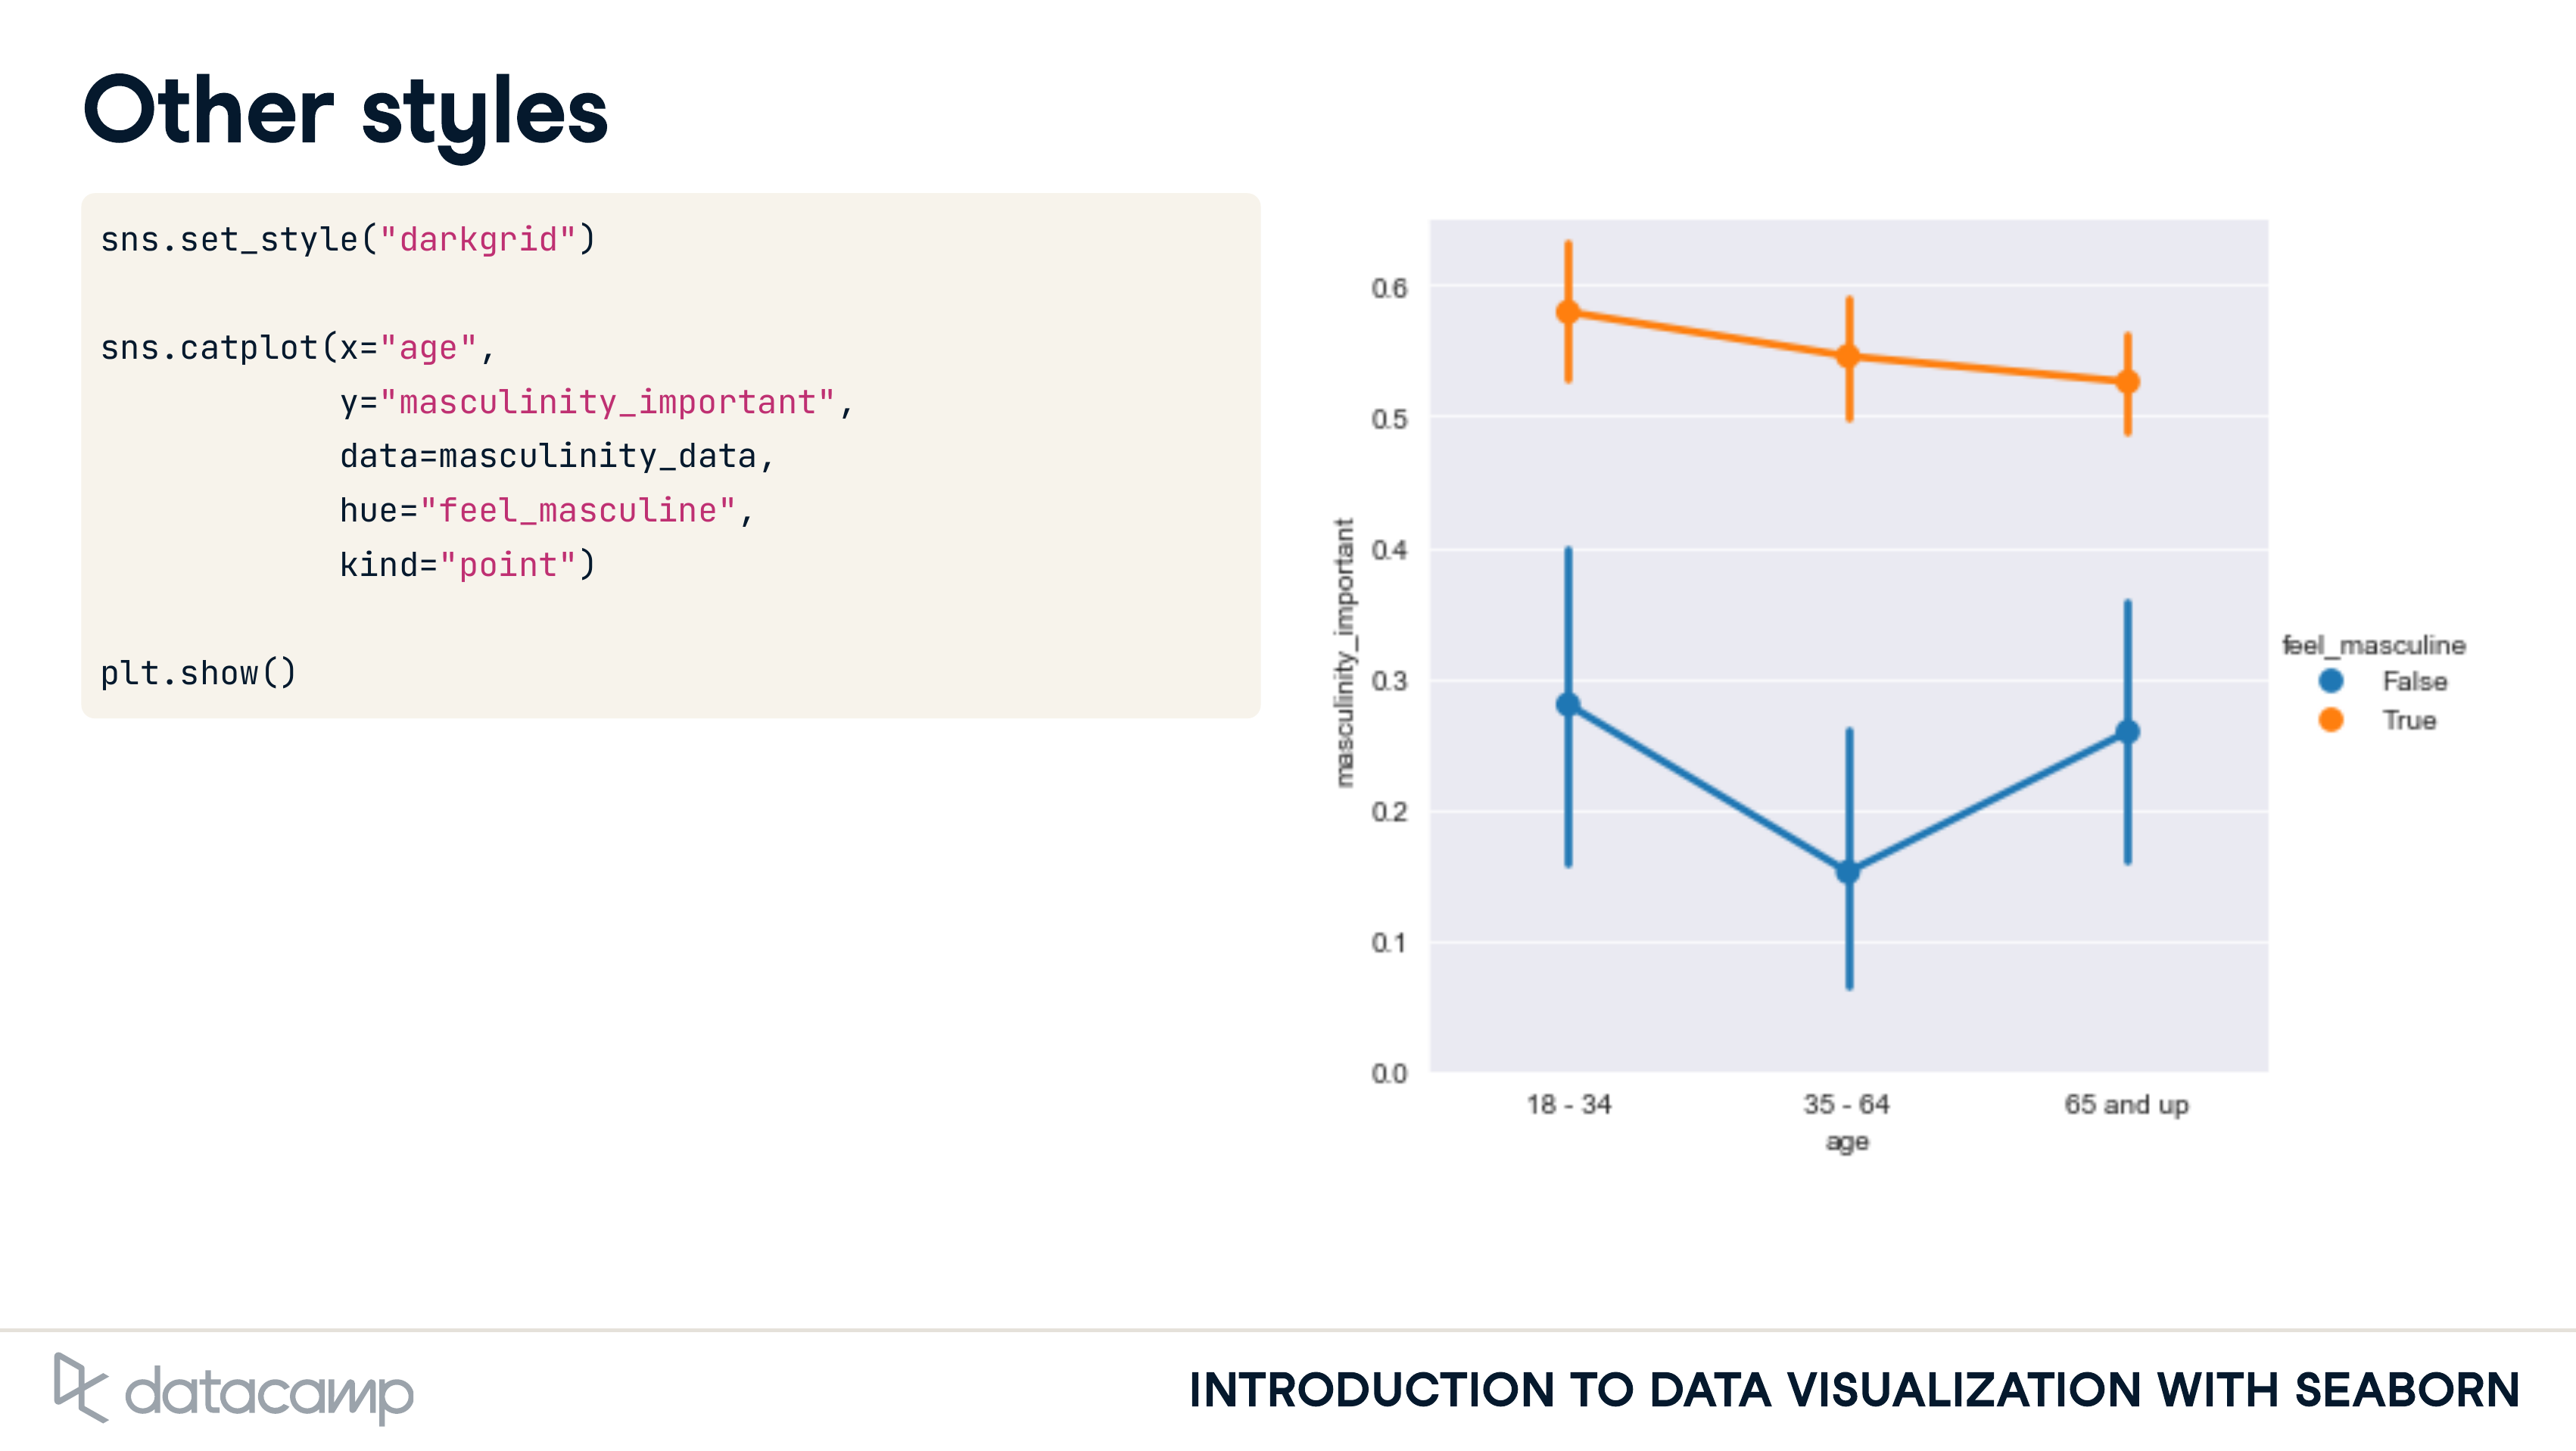 Other styles
sns.set_style("darkgrid")
sns.catplot(x="age",
y="masculinity_important",
data=masculinity_data,
hue="feel_masculine",
kind="point")
plt.show()
0.6
0.5
0.4
0.3
0.2
0.1
0.0
masculinity_important
18 - 34
35 - 64
65 and up
age
feel_masculine
False
True
datacamp
INTRODUCTION TO DATA VISUALIZATION WITH SEABORN